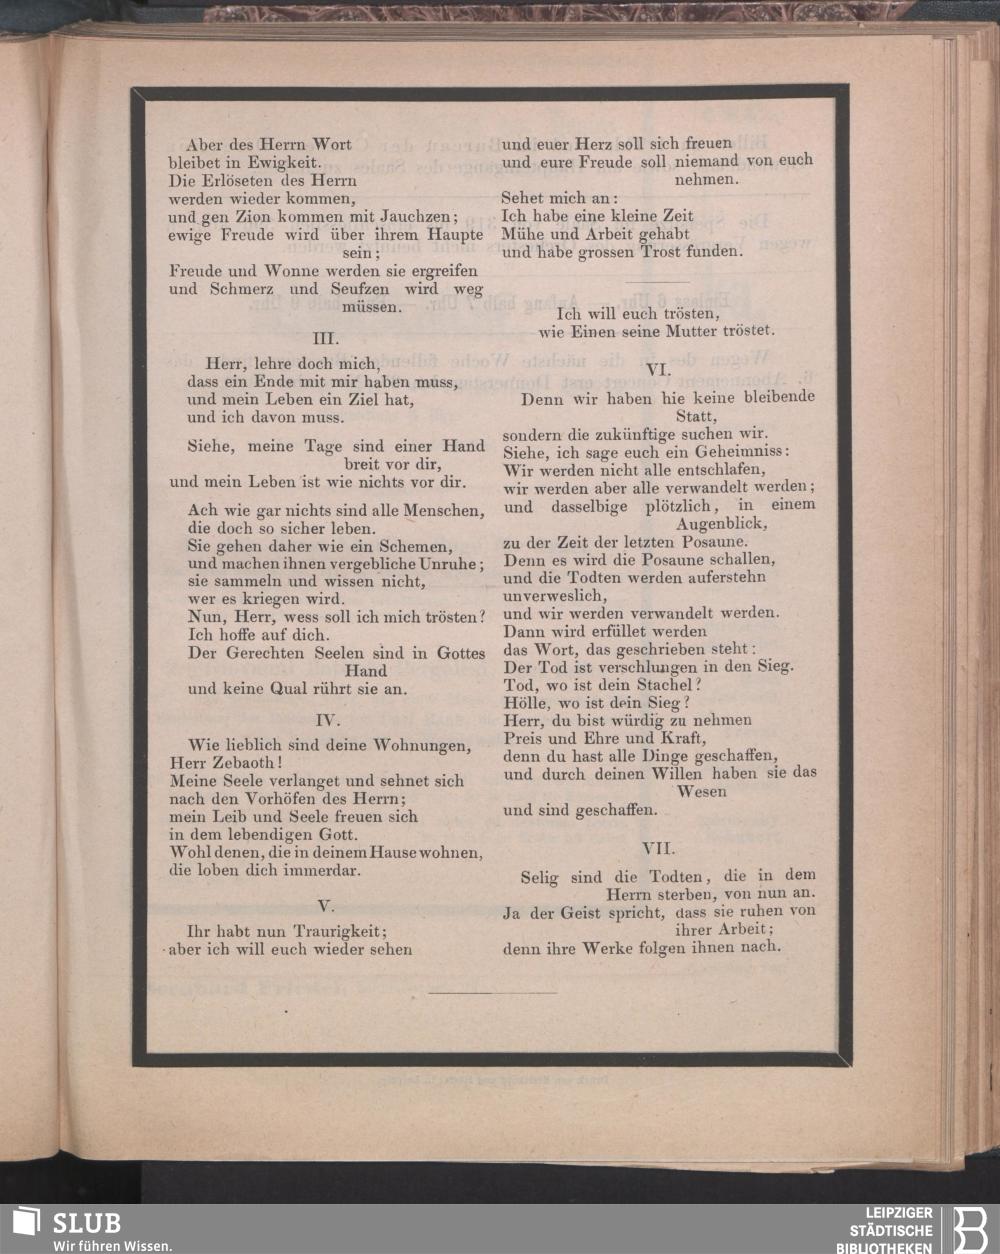 Aber des Herrn Wort
bleibet in Ewigkeit.
Die Erlöseten des Herrn
werden wieder kommen,
und gen Zion kommen mit Jauchzen;
ewige Freude wird über ihrem Haupte
sein;
Freude und Wonne werden sie ergreifen
und Schmerz und Seufzen wird weg
müssen.
III.
Herr, lehre doch mich,
dass ein Ende mit mir haben muss,
und mein Leben ein Ziel hat,
und ich davon muss.
Siehe, meine Tage sind einer Hand
breit vor dir,
und mein Leben ist wie nichts vor dir.
Ach wie gar nichts sind alle Menschen,
die doch so sicher leben.
Sie gehen daher wie ein Schemen,
und machen ihnen vergebliche Unruhe;
sie sammeln und wissen nicht,
wer es kriegen wird.
Nun, Herr, wess soll ich mich trösten?
Ich hoffe auf dich.
Der Gerechten Seelen sind in Gottes
Hand
und keine Qual rührt sie an.
IV.
Wie lieblich sind deine Wohnungen,
Herr Zebaoth!
Meine Seele verlanget und sehnet sich
nach den Vorhöfen des Herrn;
mein Leib und Seele freuen sich
in dem lebendigen Gott.
Wohl denen, die in deinem Hause wohnen,
die loben dich immerdar.
V.
Ihr habt nun Traurigkeit;
aber ich will euch wieder sehen
und euer Herz soll sich freuen
und eure Freude soll niemand von euch
nehmen.
Sehet mich an:
Ich habe eine kleine Zeit
Mühe und Arbeit gehabt
und habe grossen Trost funden.
Ich will euch trösten,
wie Einen seine Mutter tröstet.
VI.
Denn wir haben hie keine bleibende
Statt,
sondern die zukünftige suchen wir.
Siehe, ich sage euch ein Geheimniss:
Wir werden nicht alle entschlafen,
wir werden aber alle verwandelt werden;
und dasselbige plötzlich, in einem
Augenblick,
zu der Zeit der letzten Posaune.
Denn es wird die Posaune schallen,
und die Todten werden auferstehn
unverweslich,
und wir werden verwandelt werden.
Dann wird erfüllet werden
das Wort, das geschrieben steht:
Der Tod ist verschlungen in den Sieg.
Tod, wo ist dein Stachel?
Hölle, wo ist dein Sieg?
Herr, du bist würdig zu nehmen
Preis und Ehre und Kraft,
denn du hast alle Dinge geschaffen,
und durch deinen Willen haben sie das
Wesen
und sind geschaffen.
VII.
Selig sind die Todten, die in dem
Herrn sterben, von nun an.
Ja der Geist spricht, dass sie ruhen von
ihrer Arbeit;
denn ihre Werke folgen ihnen nach.
SLUB
Wir führen Wissen.
LEIPZIGER
STÄDTISCHE
BIBLIOTHEKEN